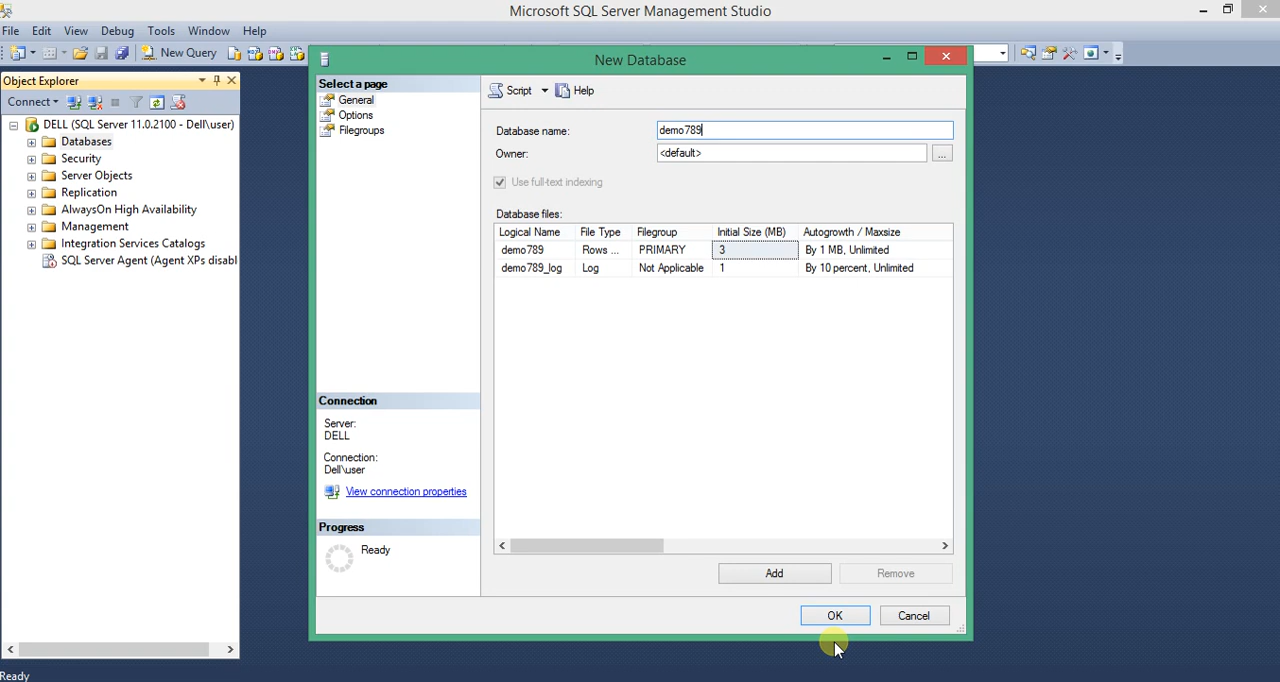 Microsoft SQL Server Management Studio
File Edit View Debug Tools Window Help
New Query
Object Explorer
Connect
DELL (SQL Server 11.0.2100 - Dell\user)
Databases
Security
Server Objects
Replication
AlwaysOn High Availability
Management
Integration Services Catalogs
SQL Server Agent (Agent XPs disabl
New Database
Select a page
General
Options
Filegroups
Script Help
Database name: demo789
Owner: <default> ...
Use full-text indexing
Database files:
Logical Name File Type Filegroup Initial Size (MB) Autogrowth / Maxsize
demo789 Rows ... PRIMARY 3 By 1 MB, Unlimited
demo789_log Log Not Applicable 1 By 10 percent, Unlimited
Connection
Server:
DELL
Connection:
Dell\user
View connection properties
Progress
Ready
Add Remove
OK Cancel
Ready